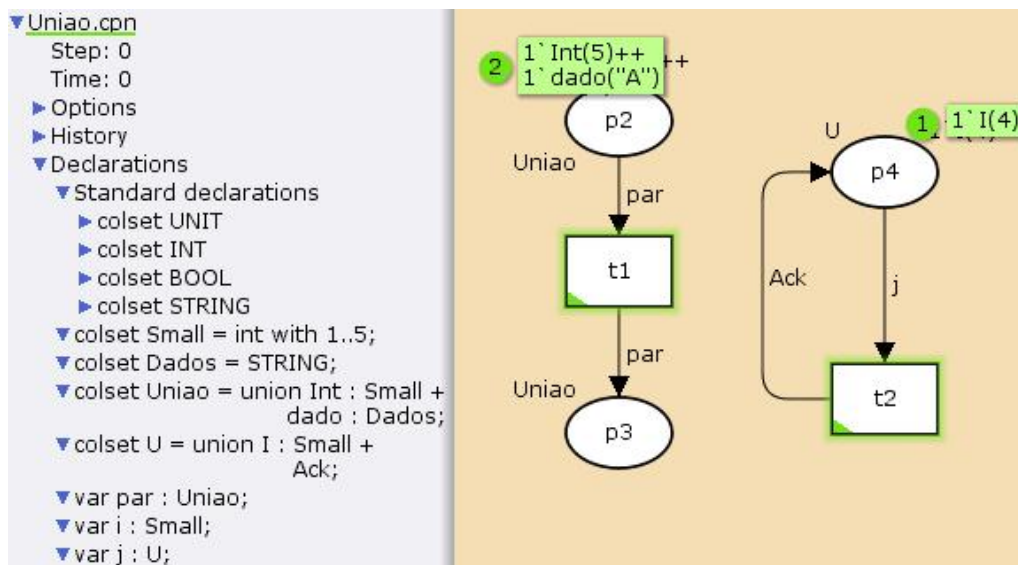 Uniao.cpn
Step: 0
Time: 0
Options
History
Declarations
Standard declarations
colset UNIT
colset INT
colset BOOL
colset STRING
colset Small = int with 1..5;
colset Dados = STRING;
colset Uniao = union Int : Small +
dado : Dados;
colset U = union I : Small +
Ack;
var par : Uniao;
var i : Small;
var j : U;
2
1`Int(5)++
1`dado("A")
++
p2
Uniao
par
t1
par
Uniao
p3
U
1
1`I(4)
p4
Ack
j
t2